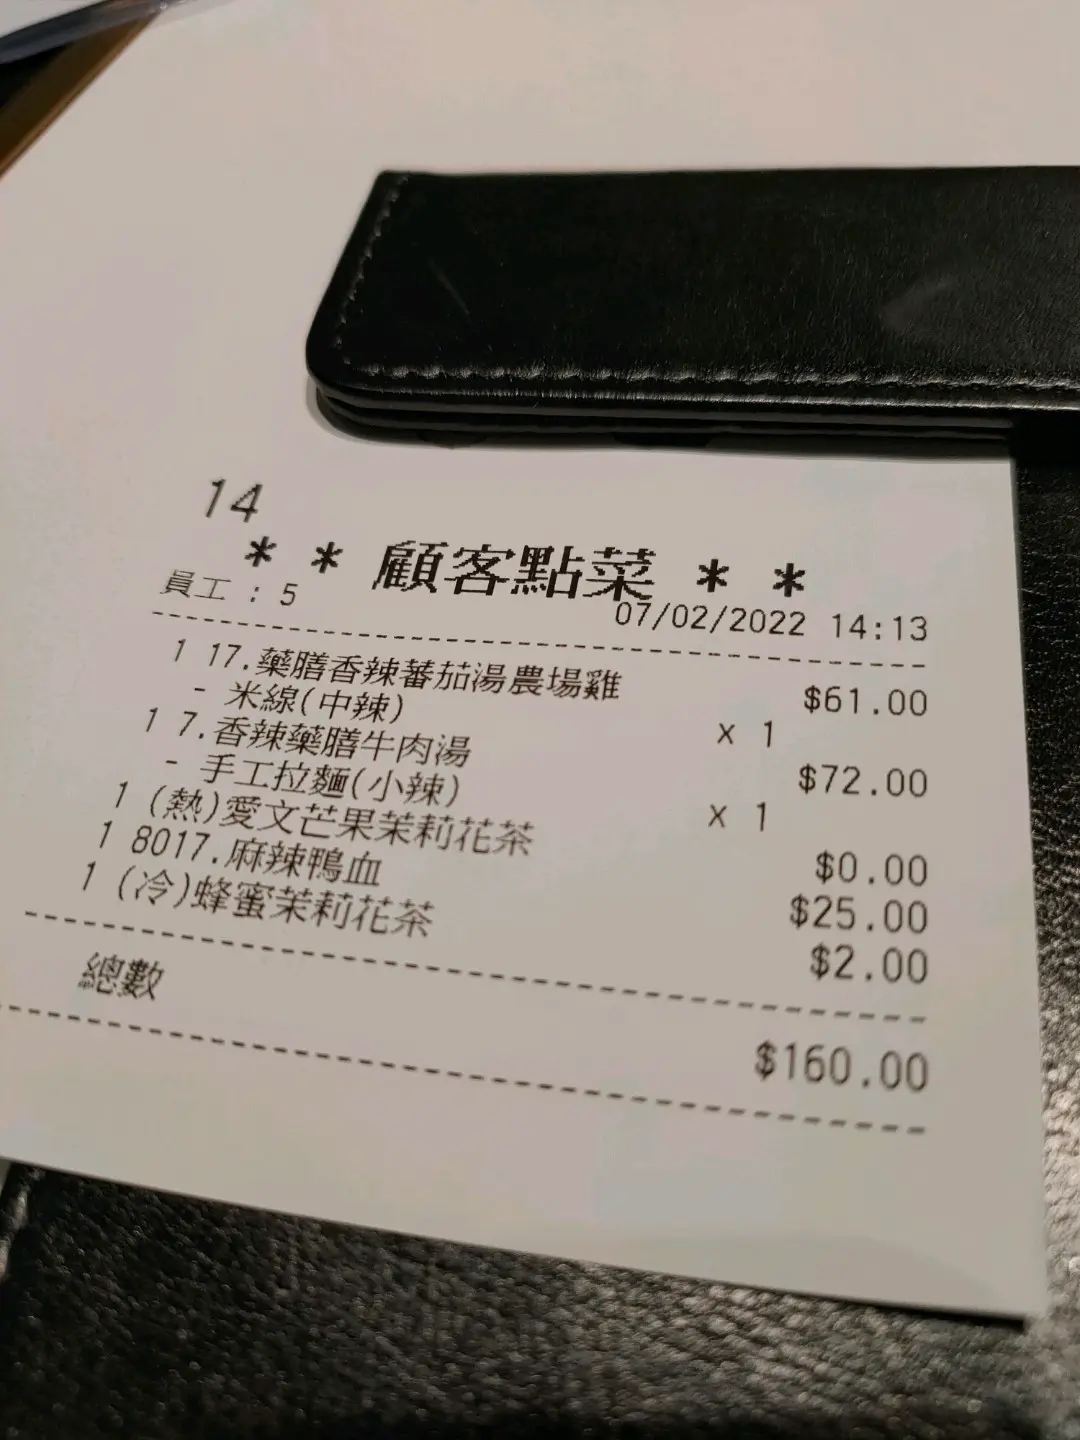 14
* * 顧客點菜 * *
員工 : 5 07/02/2022 14:13
1 17.藥膳香辣蕃茄湯農場雞 $61.00
- 米線(中辣) x 1
1 7.香辣藥膳牛肉湯 $72.00
- 手工拉麵(小辣) x 1
1 (熱)愛文芒果茉莉花茶 $0.00
1 8017.麻辣鴨血 $25.00
1 (冷)蜂蜜茉莉花茶 $2.00
總數 $160.00